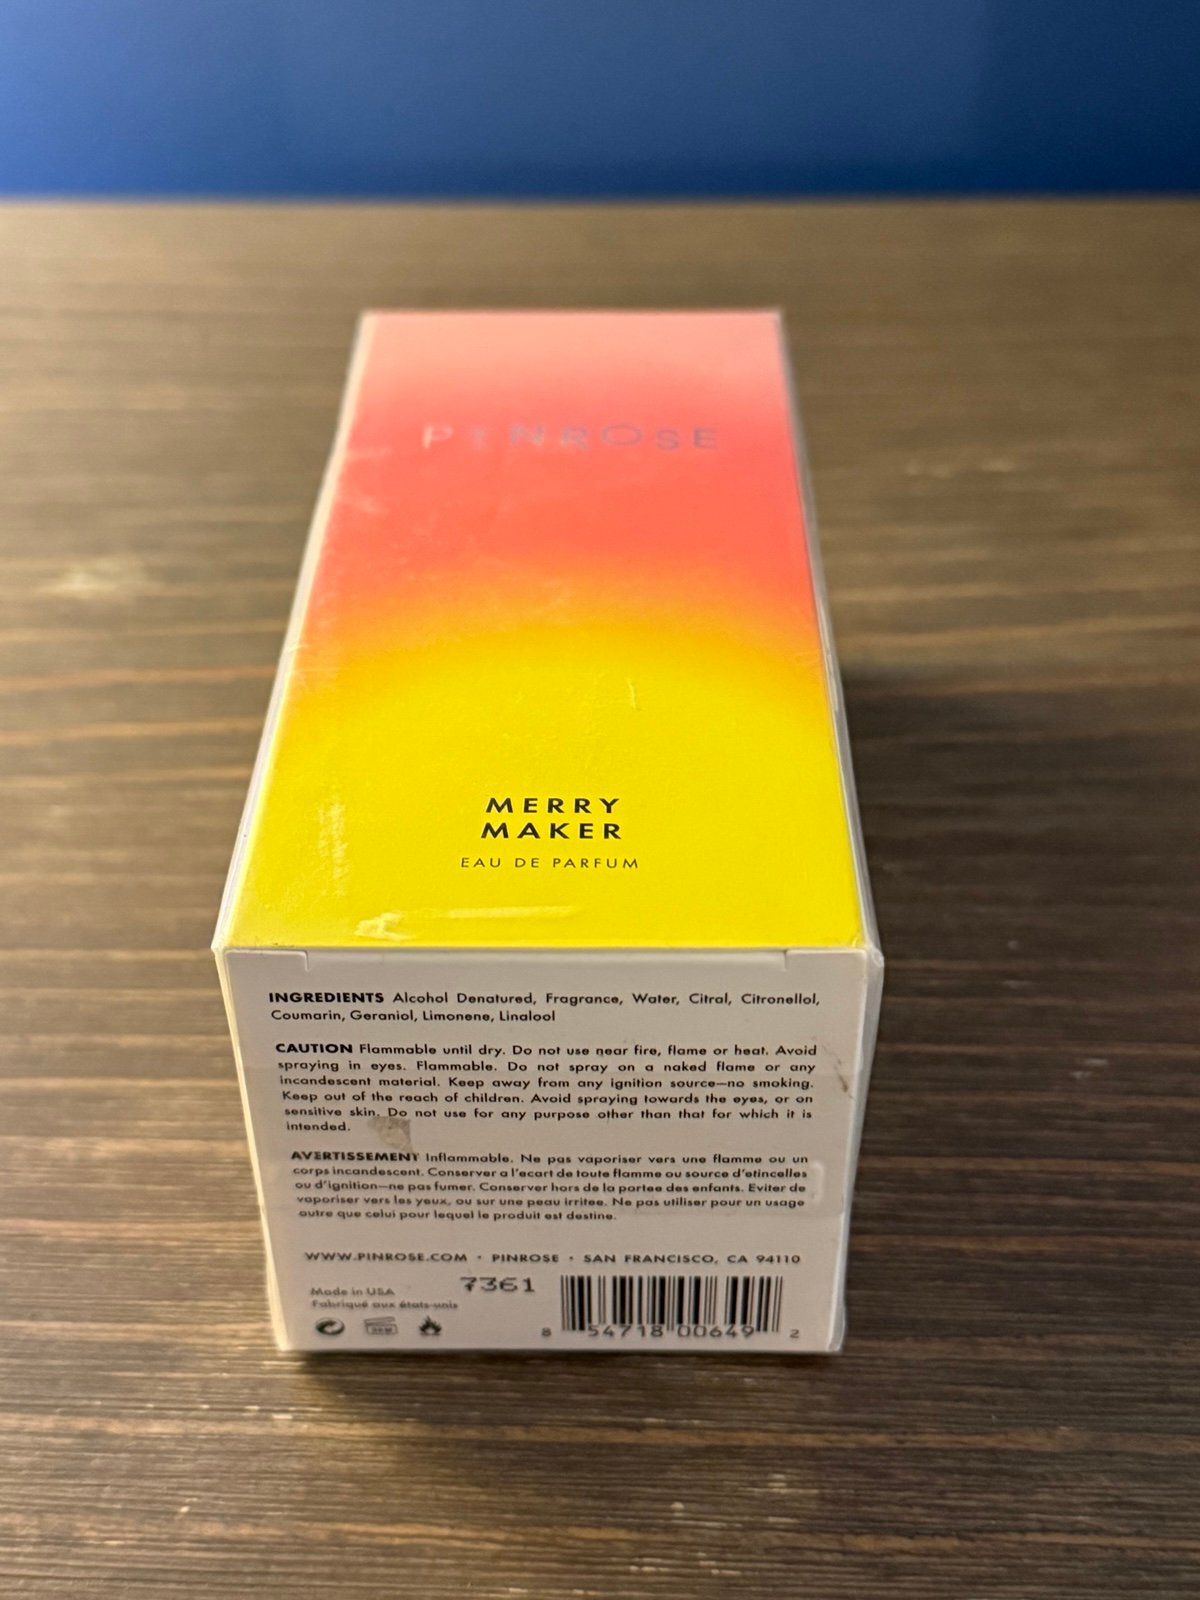 PINROSE
MERRY
MAKER
EAU DE PARFUM
INGREDIENTS Alcohol Denatured, Fragrance, Water, Citral, Citronellol,
Coumarin, Geraniol, Limonene, Linalool
CAUTION Flammable until dry. Do not use near fire, flame or heat. Avoid
spraying in eyes. Flammable. Do not spray on a naked flame or any
incandescent material. Keep away from any ignition source—no smoking.
Keep out of the reach of children. Avoid spraying towards the eyes, or on
sensitive skin. Do not use for any purpose other than that for which it is
intended.
AVERTISSEMENT Inflammable. Ne pas vaporiser vers une flamme ou un
corps incandescent. Conserver a l'ecart de toute flamme ou source d'etincelles
ou d'ignition—ne pas fumer. Conserver hors de la portee des enfants. Eviter de
vaporiser vers les yeux, ou sur une peau irritee. Ne pas utiliser pour un usage
autre que celui pour lequel le produit est destine.
WWW.PINROSE.COM • PINROSE • SAN FRANCISCO, CA 94110
Made in USA
Fabriqué aux états-unis
7361
8 54718 00649 2